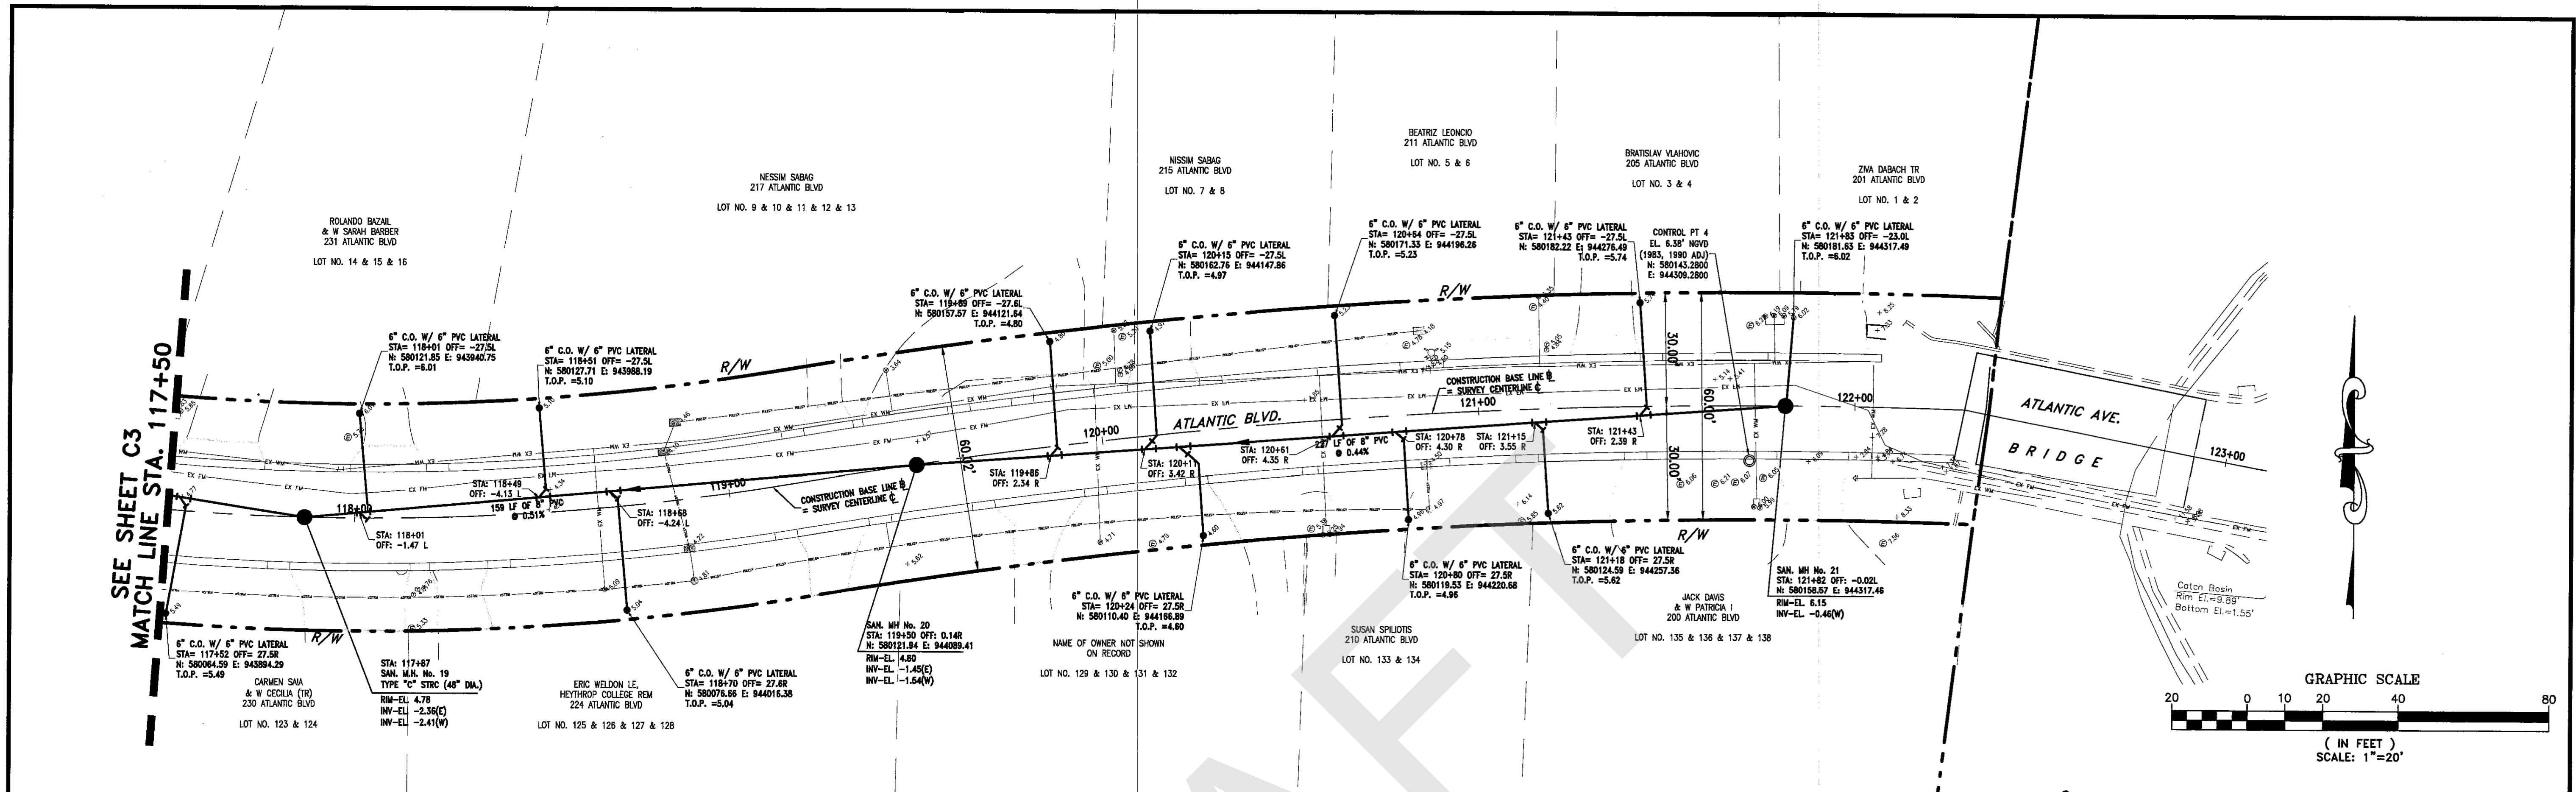 SEE SHEET C3
MATCH LINE STA. 117+50
ROLANDO BAZAIL
& W SARAH BARBER
231 ATLANTIC BLVD
LOT NO. 14 & 15 & 16
NESSIM SABAG
217 ATLANTIC BLVD
LOT NO. 9 & 10 & 11 & 12 & 13
NISSIM SABAG
215 ATLANTIC BLVD
LOT NO. 7 & 8
BEATRIZ LEONCIO
211 ATLANTIC BLVD
LOT NO. 5 & 6
BRATISLAV VLAHOVIC
205 ATLANTIC BLVD
LOT NO. 3 & 4
ZIVA DABACH TR
201 ATLANTIC BLVD
LOT NO. 1 & 2
6" C.O. W/ 6" PVC LATERAL
STA= 118+01 OFF= -27.5L
N: 580121.85 E: 943940.75
T.O.P. =6.01
6" C.O. W/ 6" PVC LATERAL
STA= 118+51 OFF= -27.5L
N: 580127.71 E: 943988.19
T.O.P. =5.10
6" C.O. W/ 6" PVC LATERAL
STA= 119+89 OFF= -27.6L
N: 580157.57 E: 944121.64
T.O.P. =4.80
6" C.O. W/ 6" PVC LATERAL
STA= 120+15 OFF= -27.5L
N: 580162.76 E: 944147.86
T.O.P. =4.97
6" C.O. W/ 6" PVC LATERAL
STA= 120+64 OFF= -27.5L
N: 580171.33 E: 944196.26
T.O.P. =5.23
6" C.O. W/ 6" PVC LATERAL
STA= 121+43 OFF= -27.5L
N: 580182.22 E: 944276.49
T.O.P. =5.74
CONTROL PT 4
EL. 6.38' NGVD
(1983, 1990 ADJ)
N: 580143.2800
E: 944309.2800
6" C.O. W/ 6" PVC LATERAL
STA= 121+83 OFF= -23.0L
N: 580181.63 E: 944317.49
T.O.P. =6.02
R/W
R/W
R/W
R/W
118+00
119+00
120+00
121+00
122+00
123+00
ATLANTIC BLVD.
ATLANTIC AVE.
BRIDGE
CONSTRUCTION BASE LINE
= SURVEY CENTERLINE
CONSTRUCTION BASE LINE
= SURVEY CENTERLINE
60.02'
30.00'
60.00'
30.00'
STA: 118+01
OFF: -1.47 L
STA: 118+49
OFF: -4.13 L
159 LF OF 8" PVC
@ 0.51%
STA: 118+68
OFF: -4.24 L
STA: 119+86
OFF: 2.34 R
STA: 120+11
OFF: 3.42 R
STA: 120+61
OFF: 4.35 R
227 LF OF 8" PVC
@ 0.44%
STA: 120+78
OFF: 4.30 R
STA: 121+15
OFF: 3.55 R
STA: 121+43
OFF: 2.39 R
EX WM
EX FM
EX LM
6" C.O. W/ 6" PVC LATERAL
STA= 117+52 OFF= 27.5R
N: 580064.59 E: 943894.29
T.O.P. =5.49
CARMEN SAIA
& W CECILIA (TR)
230 ATLANTIC BLVD
LOT NO. 123 & 124
STA: 117+87
SAN. M.H. No. 19
TYPE "C" STRC (48" DIA.)
RIM-EL 4.78
INV-EL -2.36(E)
INV-EL -2.41(W)
ERIC WELDON LE,
HEYTHROP COLLEGE REM
224 ATLANTIC BLVD
LOT NO. 125 & 126 & 127 & 128
6" C.O. W/ 6" PVC LATERAL
STA= 118+70 OFF= 27.6R
N: 580076.66 E: 944016.38
T.O.P. =5.04
SAN. MH No. 20
STA: 119+50 OFF: 0.14R
N: 580121.94 E: 944089.41
RIM-EL 4.80
INV-EL -1.45(E)
INV-EL -1.54(W)
6" C.O. W/ 6" PVC LATERAL
STA= 120+24 OFF= 27.5R
N: 580110.40 E: 944166.89
T.O.P. =4.60
NAME OF OWNER NOT SHOWN
ON RECORD
LOT NO. 129 & 130 & 131 & 132
SUSAN SPILIOTIS
210 ATLANTIC BLVD
LOT NO. 133 & 134
6" C.O. W/ 6" PVC LATERAL
STA= 120+80 OFF= 27.5R
N: 580119.53 E: 944220.68
T.O.P. =4.96
6" C.O. W/ 6" PVC LATERAL
STA= 121+18 OFF= 27.5R
N: 580124.59 E: 944257.36
T.O.P. =5.62
JACK DAVIS
& W PATRICIA I
200 ATLANTIC BLVD
LOT NO. 135 & 136 & 137 & 138
SAN. MH No. 21
STA: 121+82 OFF: -0.02L
N: 580158.57 E: 944317.46
RIM-EL 6.15
INV-EL -0.46(W)
Catch Basin
Rim El.=9.89'
Bottom El.=1.55'
GRAPHIC SCALE
20 0 10 20 40 80
( IN FEET )
SCALE: 1"=20'